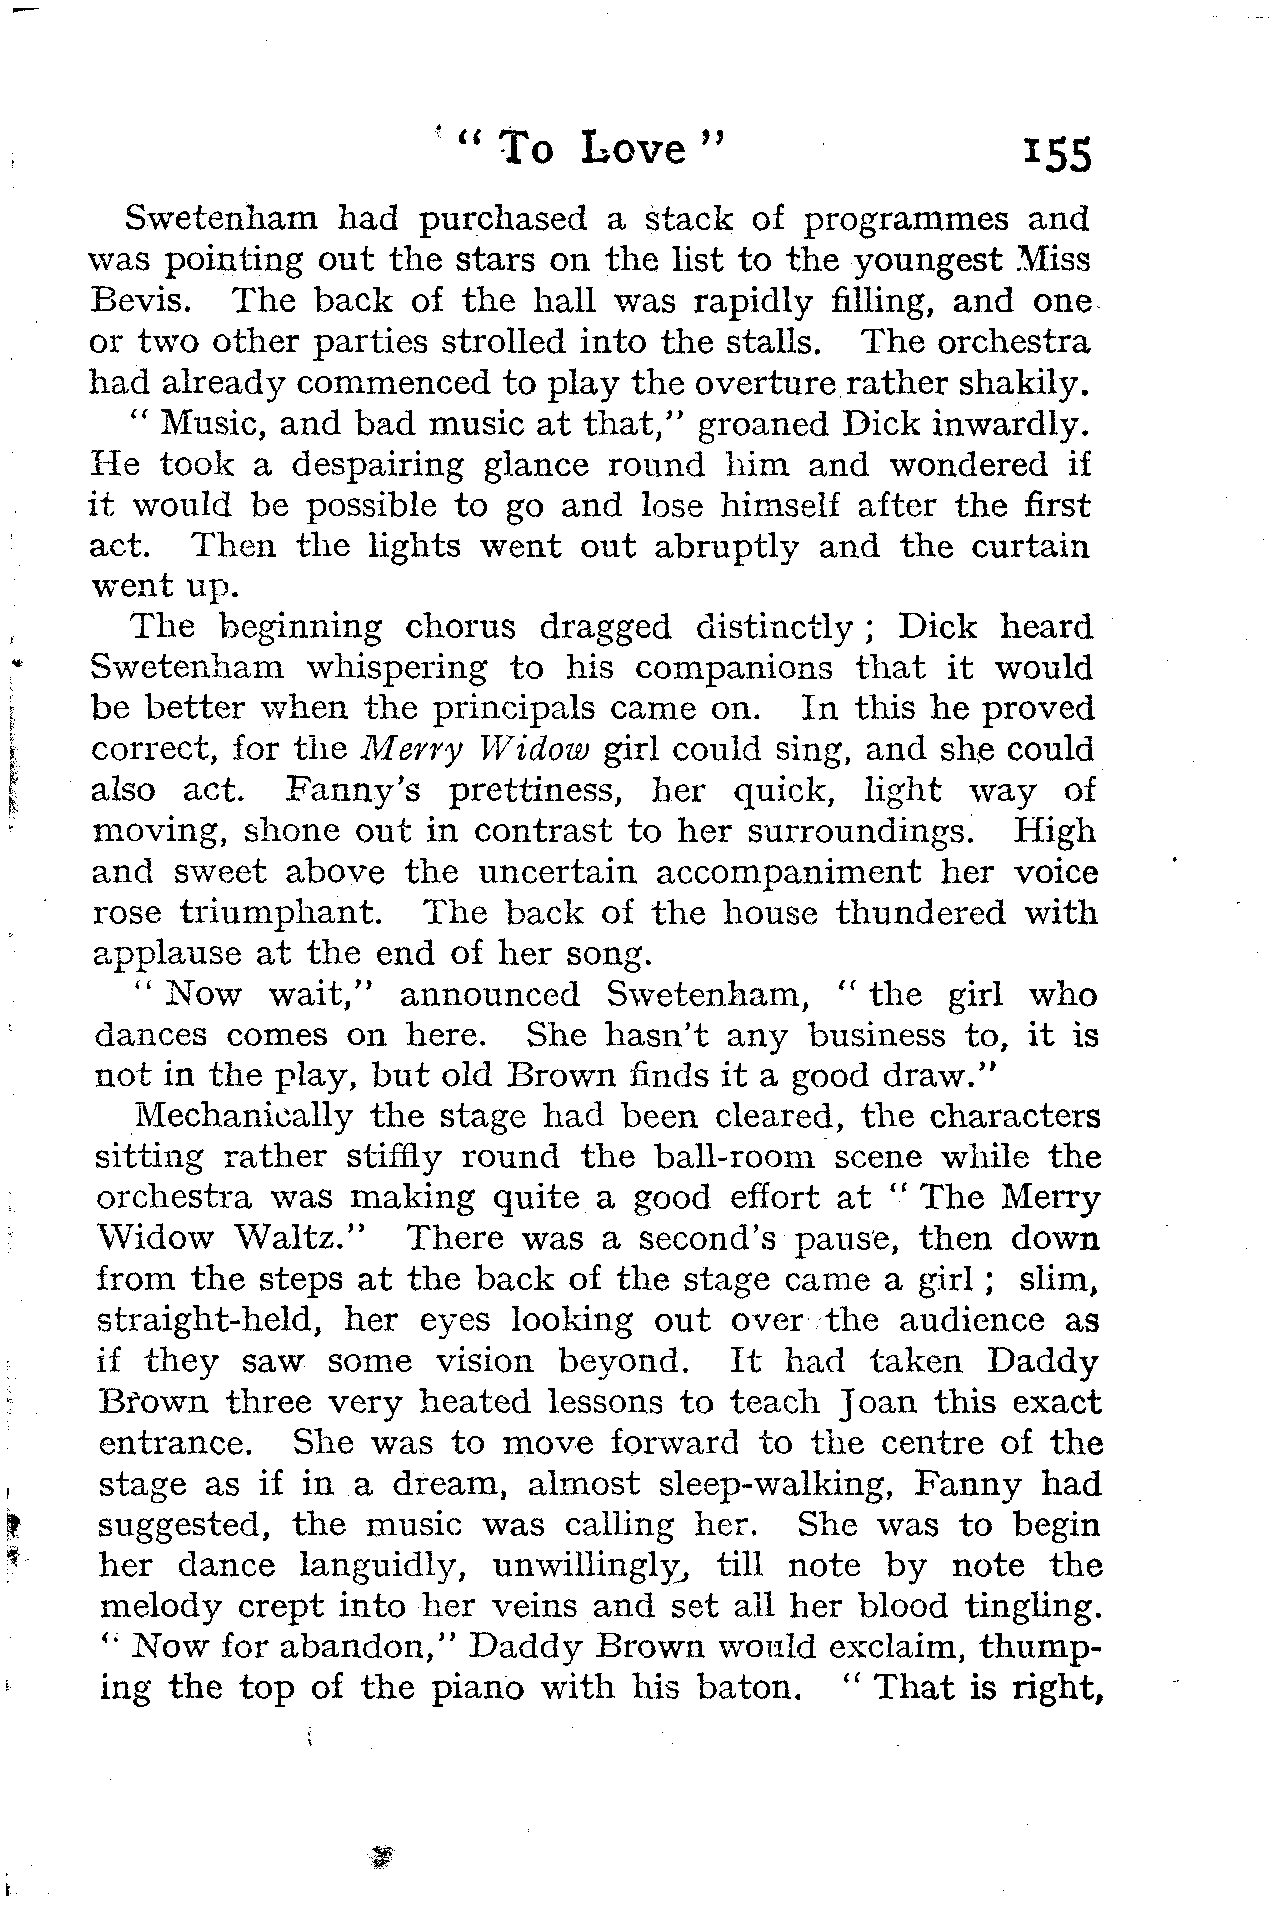 " To Love " 155
Swetenham had purchased a stack of programmes and
was pointing out the stars on the list to the youngest Miss
Bevis. The back of the hall was rapidly filling, and one
or two other parties strolled into the stalls. The orchestra
had already commenced to play the overture rather shakily.
" Music, and bad music at that," groaned Dick inwardly.
He took a despairing glance round him and wondered if
it would be possible to go and lose himself after the first
act. Then the lights went out abruptly and the curtain
went up.
The beginning chorus dragged distinctly ; Dick heard
Swetenham whispering to his companions that it would
be better when the principals came on. In this he proved
correct, for the Merry Widow girl could sing, and she could
also act. Fanny's prettiness, her quick, light way of
moving, shone out in contrast to her surroundings. High
and sweet above the uncertain accompaniment her voice
rose triumphant. The back of the house thundered with
applause at the end of her song.
" Now wait," announced Swetenham, " the girl who
dances comes on here. She hasn't any business to, it is
not in the play, but old Brown finds it a good draw."
Mechanically the stage had been cleared, the characters
sitting rather stiffly round the ball-room scene while the
orchestra was making quite a good effort at " The Merry
Widow Waltz." There was a second's pause, then down
from the steps at the back of the stage came a girl ; slim,
straight-held, her eyes looking out over the audience as
if they saw some vision beyond. It had taken Daddy
Brown three very heated lessons to teach Joan this exact
entrance. She was to move forward to the centre of the
stage as if in a dream, almost sleep-walking, Fanny had
suggested, the music was calling her. She was to begin
her dance languidly, unwillingly, till note by note the
melody crept into her veins and set all her blood tingling.
" Now for abandon," Daddy Brown would exclaim, thump-
ing the top of the piano with his baton. " That is right,